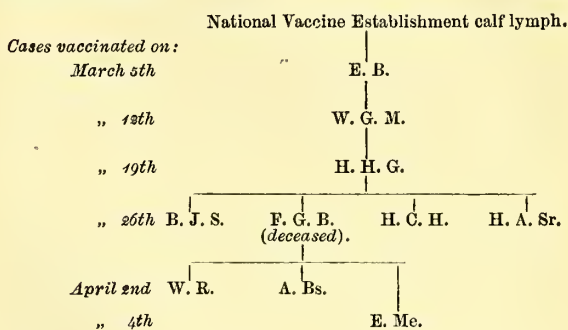 National Vaccine Establishment calf lymph.
Cases vaccinated on:
March 5th E. B.
„ 12th W. G. M.
„ 19th H. H. G.
„ 26th B. J. S. F. G. B. H. C. H. H. A. Sr.
(deceased).
April 2nd W. R. A. Bs.
„ 4th E. Me.